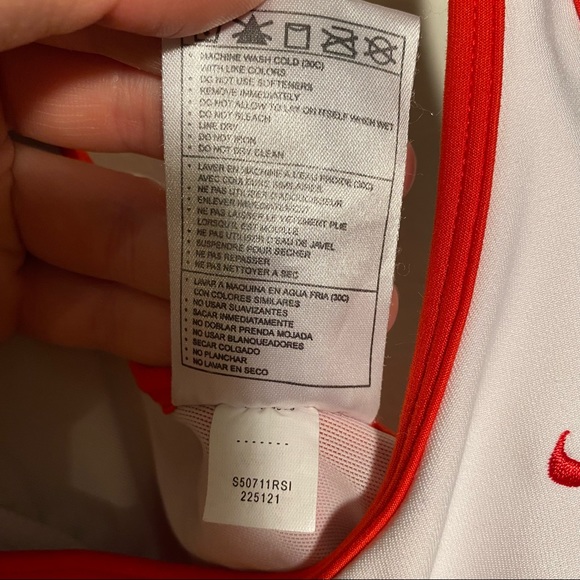 • MACHINE WASH COLD (30C)
WITH LIKE COLORS
• DO NOT USE SOFTENERS
• REMOVE IMMEDIATELY
• DO NOT ALLOW TO LAY ON ITSELF WHEN WET
• DO NOT BLEACH
• LINE DRY
• DO NOT IRON
• DO NOT DRY CLEAN
• LAVER EN MACHINE A L'EAU FROIDE (30C)
AVEC COULEURS SIMILAIRES
• NE PAS UTILISER D'ADOUCISSEUR
• ENLEVER IMMEDIATEMENT
• NE PAS LAISSER LE VETEMENT PLIE
LORSQU'IL EST MOUILLE
• NE PAS UTILISER D'EAU DE JAVEL
• SUSPENDRE POUR SECHER
• NE PAS REPASSER
• NE PAS NETTOYER A SEC
• LAVAR A MAQUINA EN AQUA FRIA (30C)
CON COLORES SIMILARES
• NO USAR SUAVIZANTES
• SACAR IMMEDIATAMENTE
• NO DOBLAR PRENDA MOJADA
• NO USAR BLANQUEADORES
• SECAR COLGADO
• NO PLANCHAR
• NO LAVAR EN SECO
S50711RSI
225121